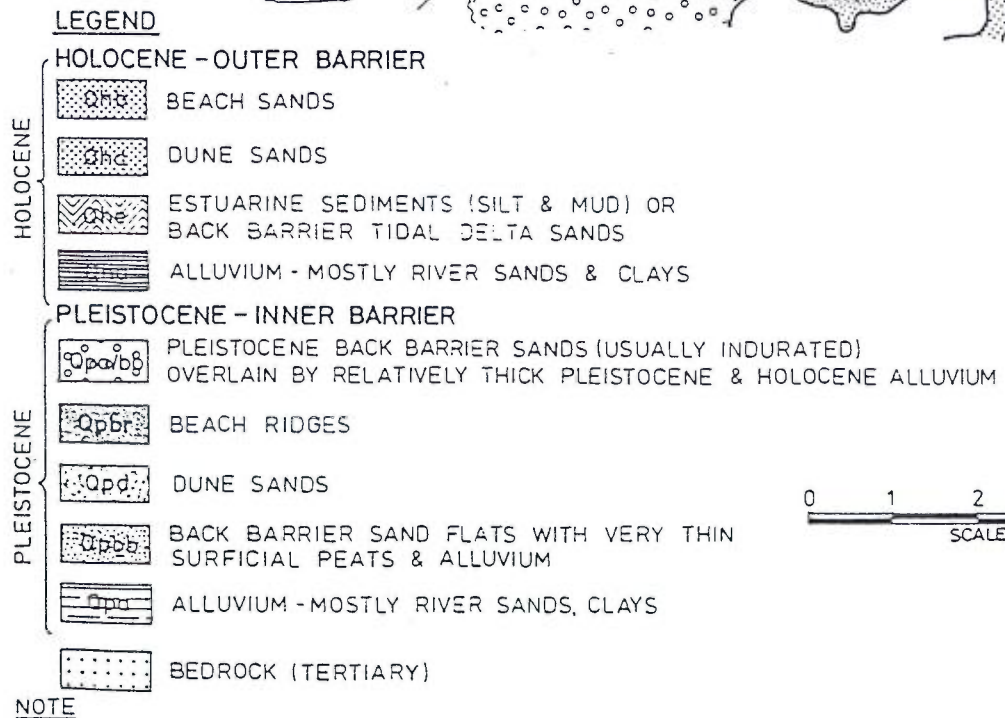 LEGEND
HOLOCENE - OUTER BARRIER
HOLOCENE
BEACH SANDS
DUNE SANDS
Qhe ESTUARINE SEDIMENTS (SILT & MUD) OR
BACK BARRIER TIDAL DELTA SANDS
ALLUVIUM - MOSTLY RIVER SANDS & CLAYS
PLEISTOCENE - INNER BARRIER
PLEISTOCENE
Qpa/b PLEISTOCENE BACK BARRIER SANDS (USUALLY INDURATED)
OVERLAIN BY RELATIVELY THICK PLEISTOCENE & HOLOCENE ALLUVIUM
Qpbr BEACH RIDGES
Qpd DUNE SANDS
BACK BARRIER SAND FLATS WITH VERY THIN
SURFICIAL PEATS & ALLUVIUM
Qpa ALLUVIUM - MOSTLY RIVER SANDS, CLAYS
BEDROCK (TERTIARY)
0 1 2
SCALE
NOTE